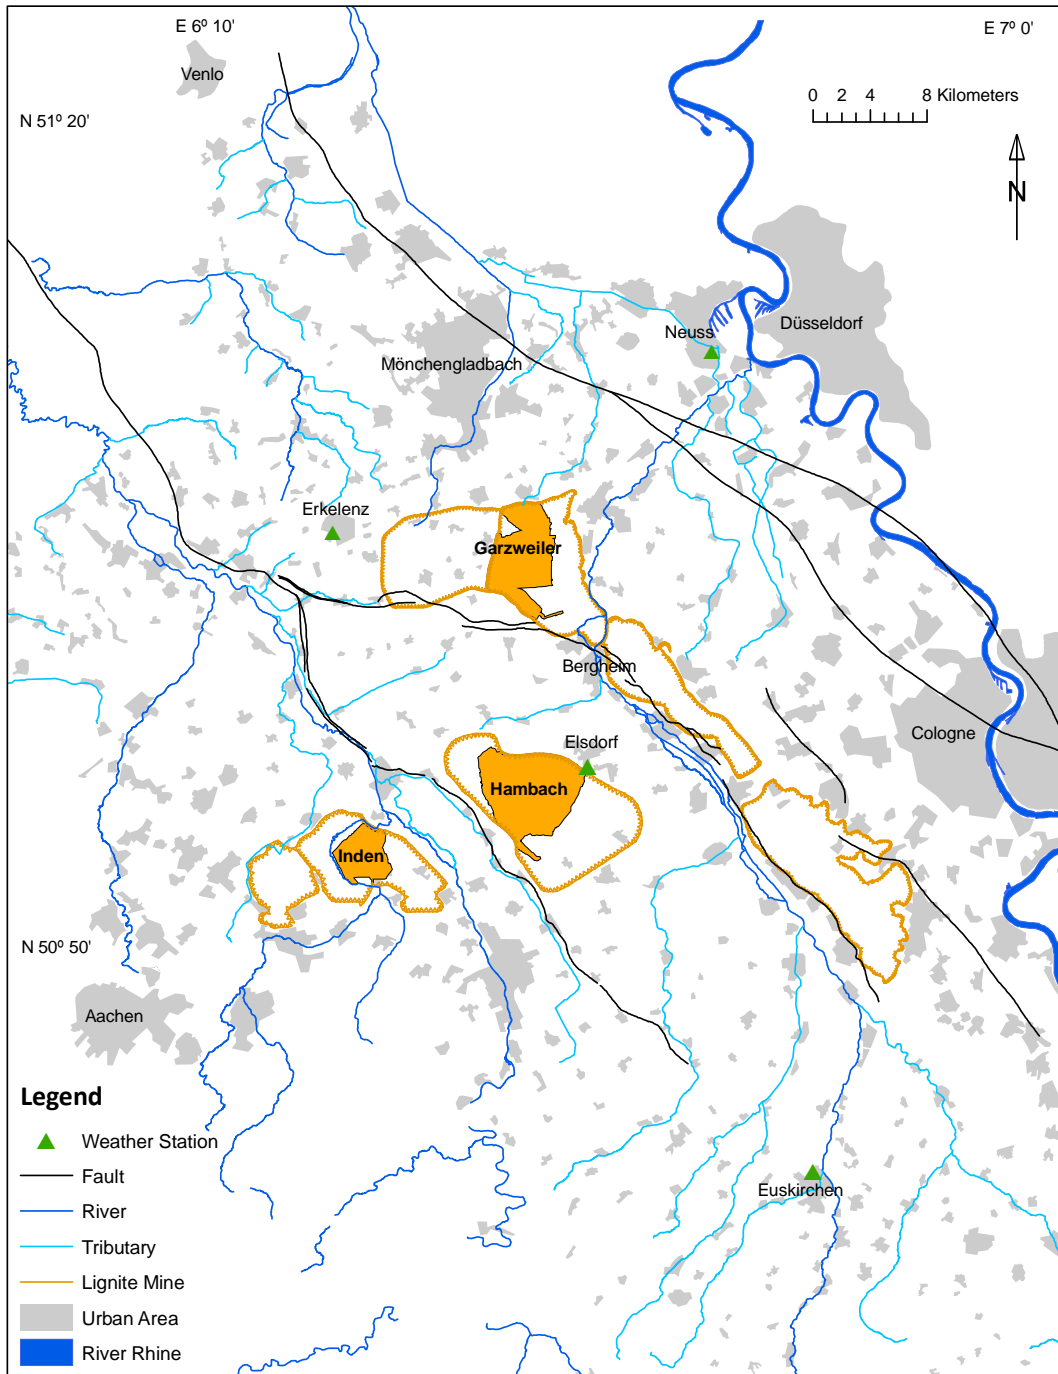 E 6º 10'
E 7º 0'
Venlo
0 2 4 8 Kilometers
N 51º 20'
N
Neuss
Düsseldorf
Mönchengladbach
Erkelenz
Garzweiler
Bergheim
Elsdorf
Cologne
Hambach
Inden
N 50º 50'
Aachen
Legend
Weather Station
Fault
Euskirchen
River
Tributary
Lignite Mine
Urban Area
River Rhine